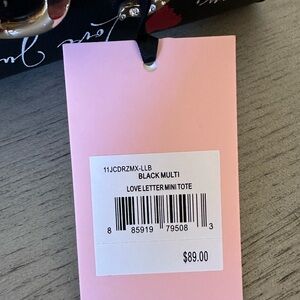 11JCDRZMX-LLB
BLACK MULTI
LOVE LETTER MINI TOTE
8 85919 79508 3
$89.00